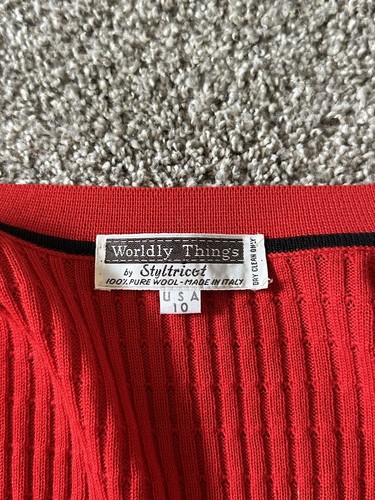 Worldly Things
by Styltricot
100% PURE WOOL - MADE IN ITALY
DRY CLEAN ONLY
USA
10